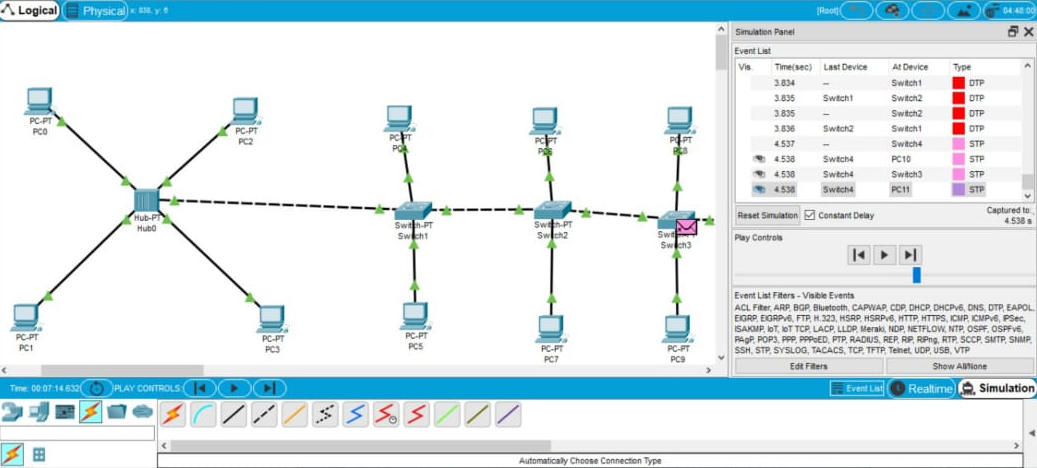 Logical
Physical
x: 838, y: 6
[Root]
04:48:00
PC-PT
PC0
PC-PT
PC2
PC-PT
PC-PT
PC-PT
PC8
Hub-PT
Hub0
Switch-PT
Switch1
Switch-PT
Switch2
Switch3
PC-PT
PC1
PC-PT
PC3
PC-PT
PC5
PC-PT
PC7
PC-PT
PC9
Simulation Panel
Event List
Vis. Time(sec) Last Device At Device Type
3.834 -- Switch1 DTP
3.835 Switch1 Switch2 DTP
3.835 -- Switch2 DTP
3.836 Switch2 Switch1 DTP
4.537 -- Switch4 STP
4.538 Switch4 PC10 STP
4.538 Switch4 Switch3 STP
4.538 Switch4 PC11 STP
Reset Simulation
Constant Delay
Captured to:
4.538 s
Play Controls
Event List Filters - Visible Events
ACL Filter, ARP, BGP, Bluetooth, CAPWAP, CDP, DHCP, DHCPv6, DNS, DTP, EAPOL,
EIGRP, EIGRPv6, FTP, H.323, HSRP, HSRPv6, HTTP, HTTPS, ICMP, ICMPv6, IPSec,
ISAKMP, IoT, IoT TCP, LACP, LLDP, Meraki, NDP, NETFLOW, NTP, OSPF, OSPFv6,
PAgP, POP3, PPP, PPPoED, PTP, RADIUS, REP, RIP, RIPng, RTP, SCCP, SMTP, SNMP,
SSH, STP, SYSLOG, TACACS, TCP, TFTP, Telnet, UDP, USB, VTP
Edit Filters
Show All/None
Time: 00:07:14.632
PLAY CONTROLS:
Event List
Realtime
Simulation
Automatically Choose Connection Type